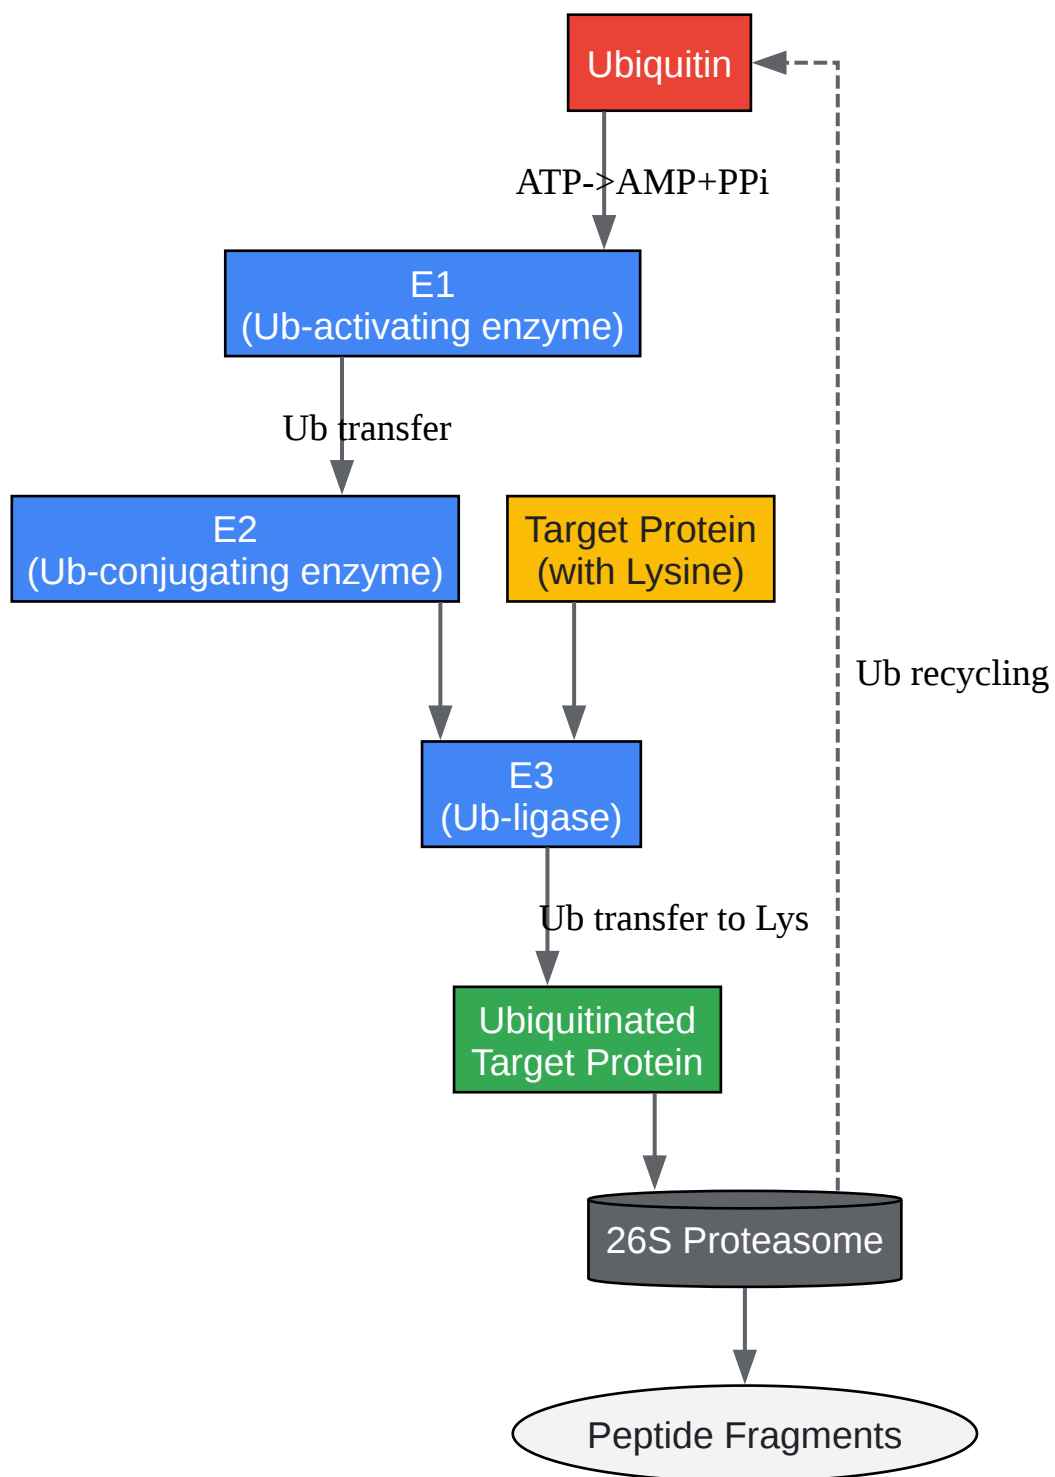 Ubiquitin
ATP->AMP+PPi
E1
(Ub-activating enzyme)
Ub transfer
E2
(Ub-conjugating enzyme)
Target Protein
(with Lysine)
Ub recycling
E3
(Ub-ligase)
Ub transfer to Lys
Ubiquitinated
Target Protein
26S Proteasome
Peptide Fragments